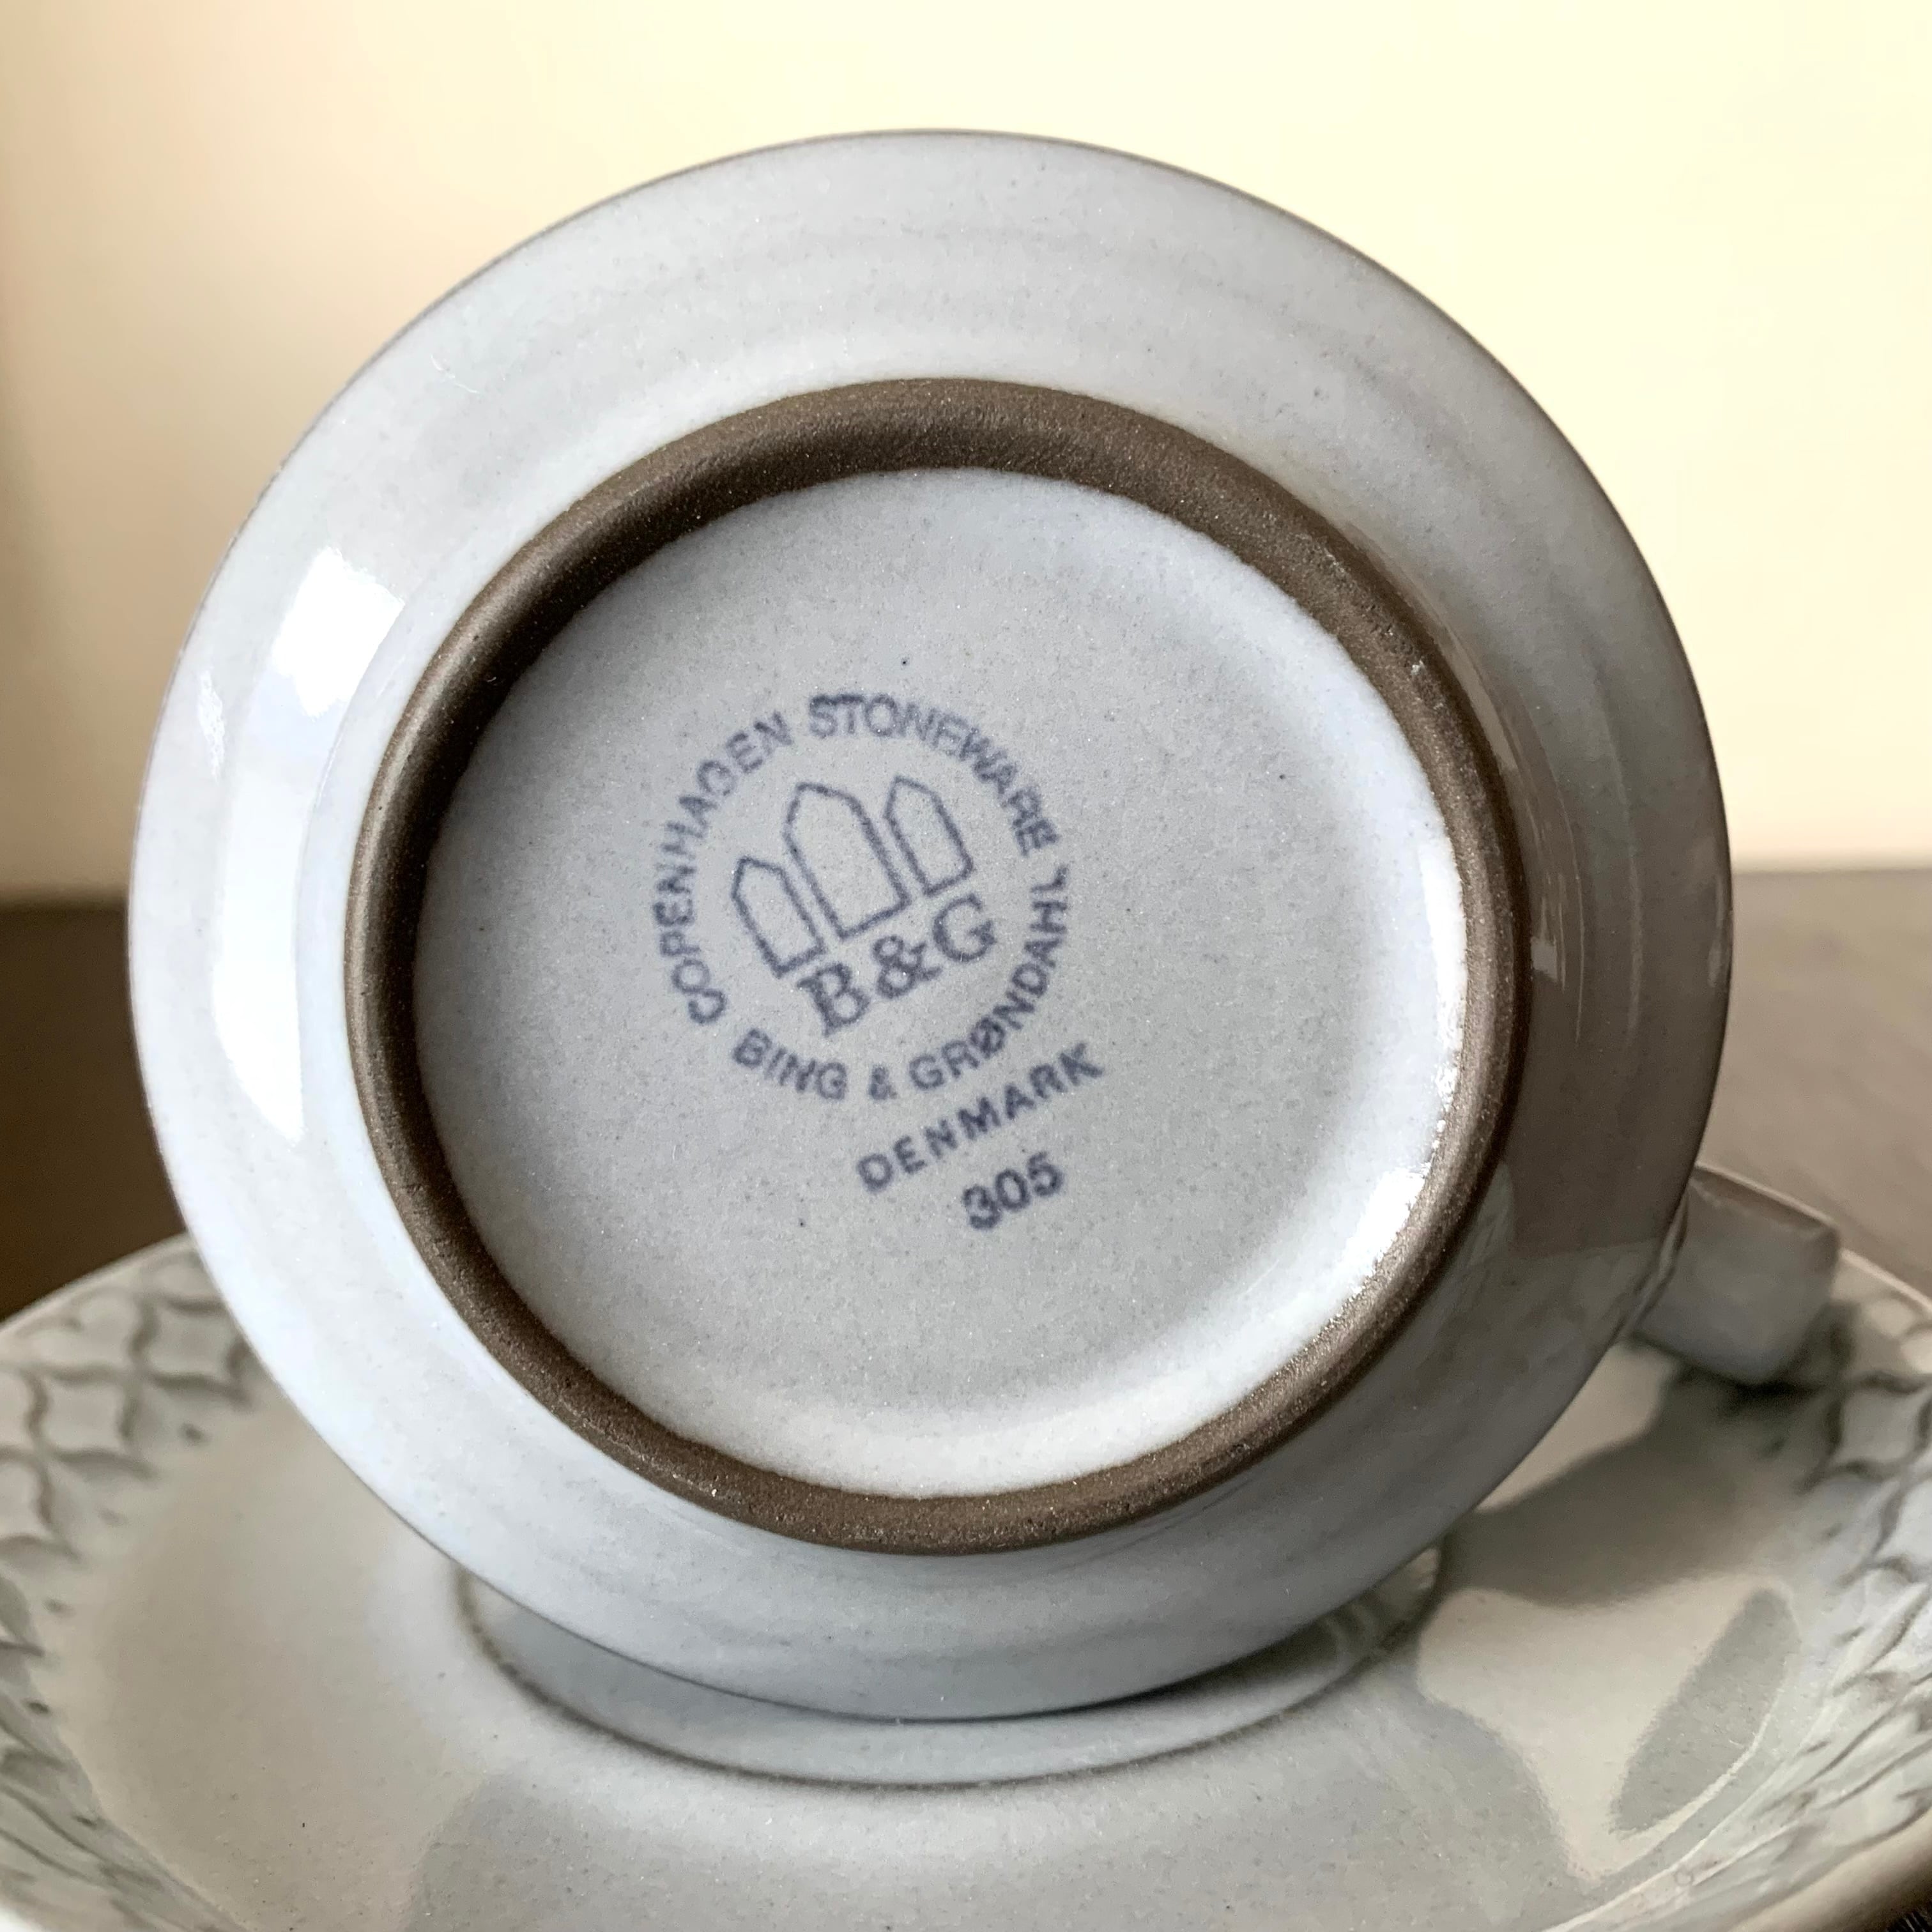 COPENHAGEN STONEWARE
B&G
BING & GRØNDAHL
DENMARK
305